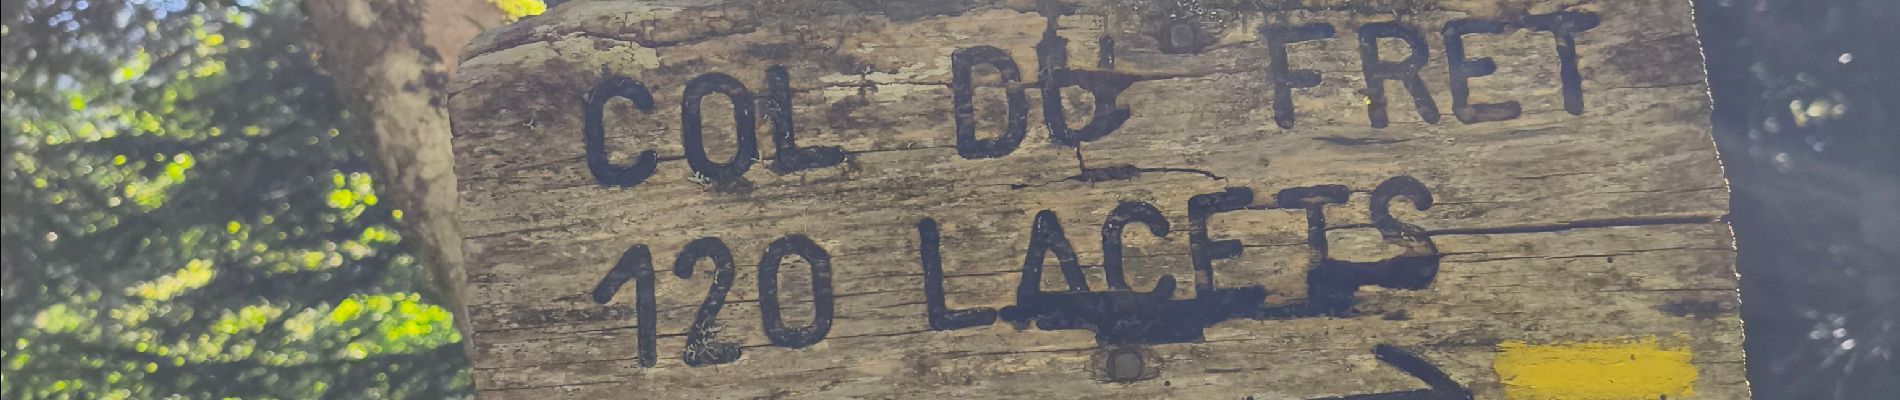 COL DU FRET
120 LACETS